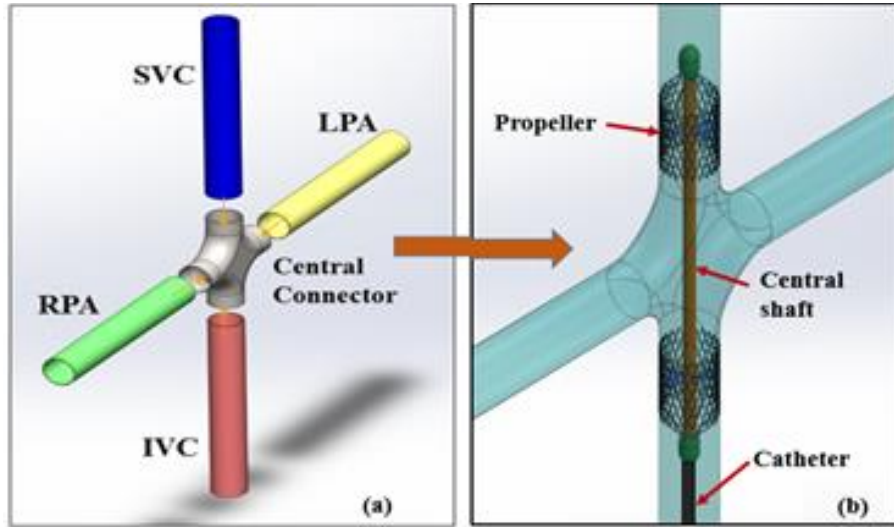 SVC
LPA
Central
Connector
RPA
IVC
(a)
Propeller
Central
shaft
Catheter
(b)